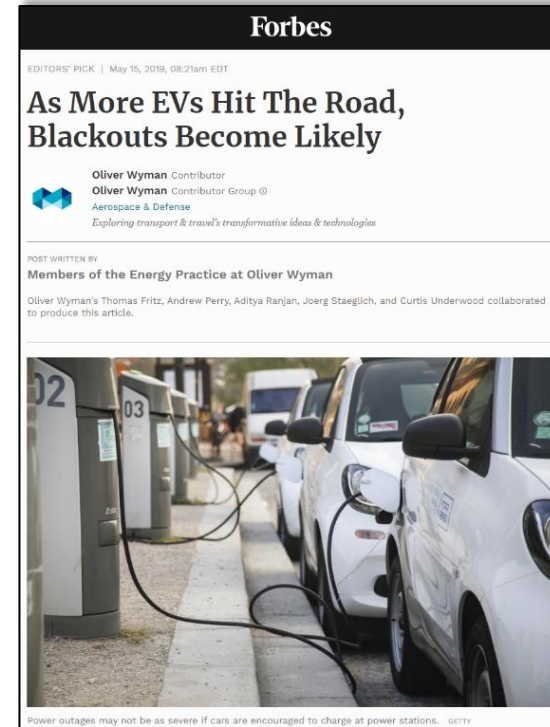 Forbes
EDITORS' PICK | May 15, 2019, 08:21am EDT
As More EVs Hit The Road,
Blackouts Become Likely
Oliver Wyman Contributor
Oliver Wyman Contributor Group
Aerospace & Defense
Exploring transport & travel's transformative ideas & technologies
POST WRITTEN BY
Members of the Energy Practice at Oliver Wyman
Oliver Wyman's Thomas Fritz, Andrew Perry, Aditya Ranjan, Joerg Staeglich, and Curtis Underwood collaborated
to produce this article.
02
03
Power outages may not be as severe if cars are encouraged to charge at power stations. GETTY